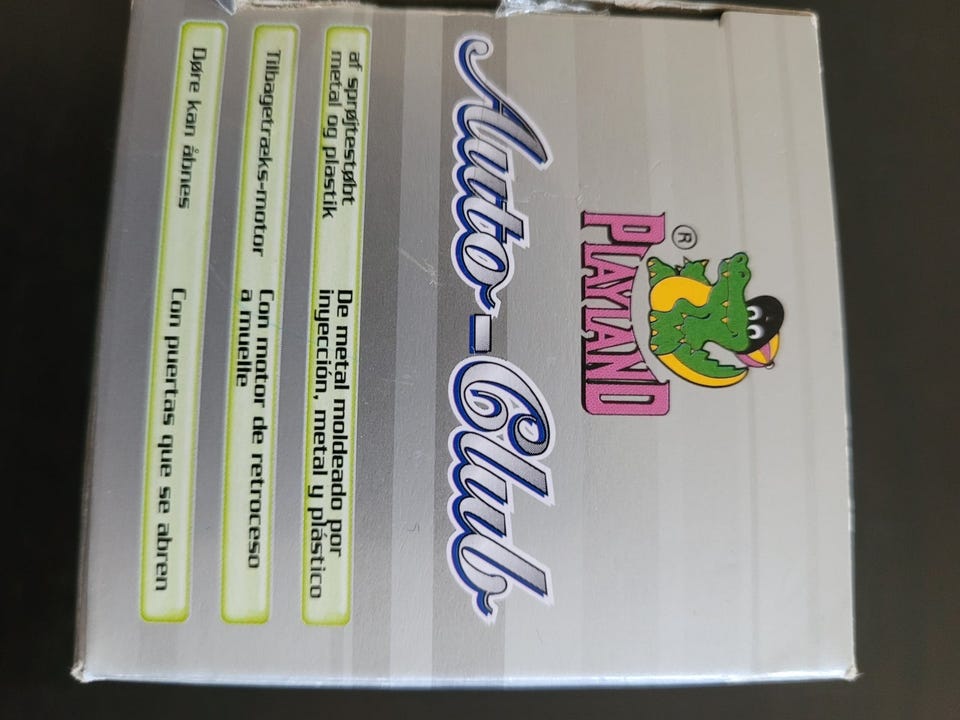 ®
PLAYLAND
Auto-Club
af sprøjtestøbt
metal og plastik
De metal moldeado por
inyección, metal y plástico
Tilbagetræks-motor
Con motor de retroceso
a muelle
Døre kan åbnes
Con puertas que se abren